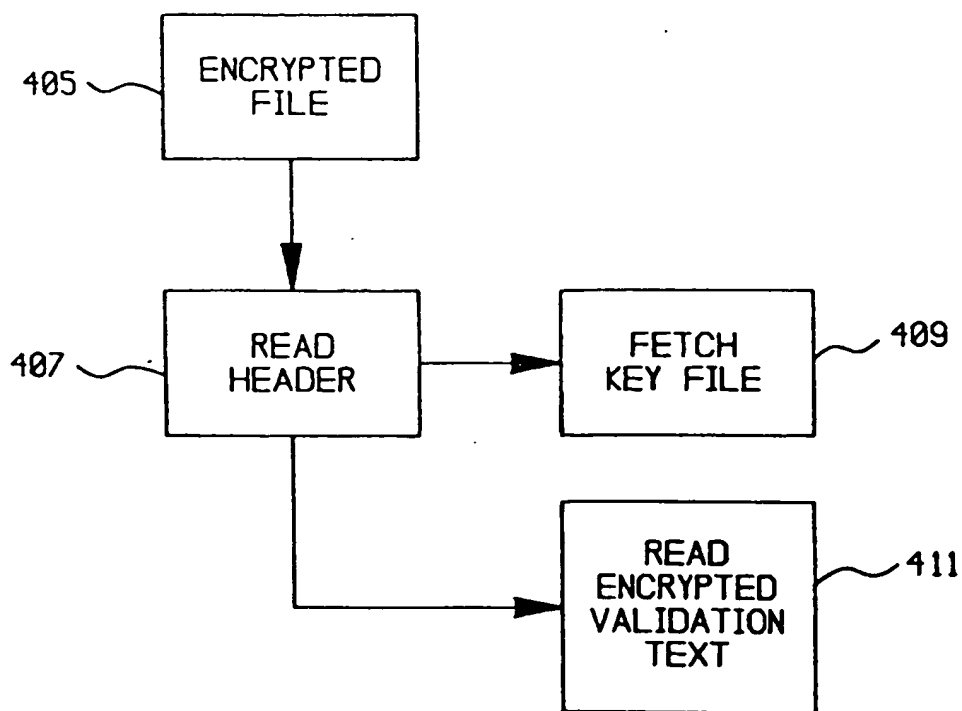 405
ENCRYPTED
FILE
407
READ
HEADER
FETCH
KEY FILE
409
READ
ENCRYPTED
VALIDATION
TEXT
411